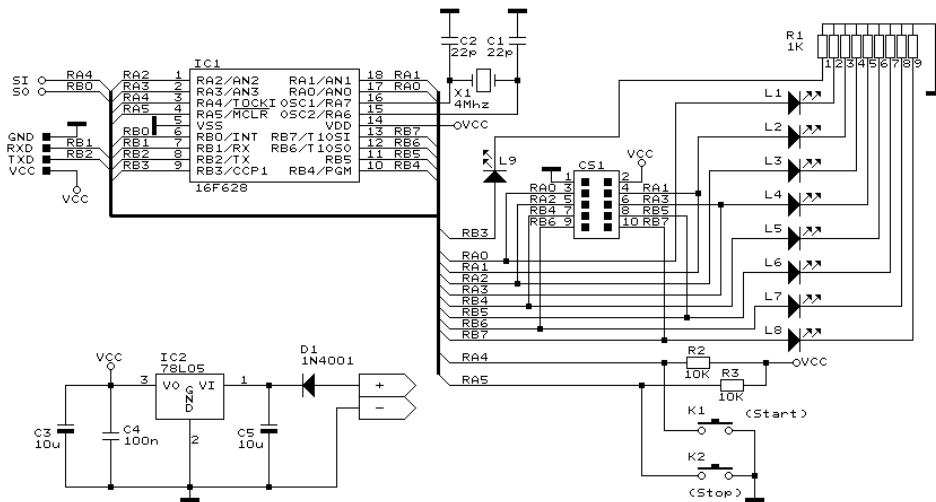 IC1
SI
SO
RA4
RB0
GND
RXD
TXD
VCC
RB1
RB2
VCC
RA2
RA3
RA4
RA5
RB0
RB1
RB2
RB3
1
2
3
4
5
6
7
8
9
RA2/AN2
RA3/AN3
RA4/TOCKI
RA5/MCLR
VSS
RB0/INT
RB1/RX
RB2/TX
RB3/CCP1
RA1/AN1
RA0/AN0
OSC1/RA7
OSC2/RA6
VDD
RB7/T1OSI
RB6/T1OSO
RB5
RB4/PGM
18
17
16
15
14
13
12
11
10
RA1
RA0
VCC
RB7
RB6
RB5
RB4
16F628
C2
22p
C1
22p
X1
4Mhz
R1
1K
1 2 3 4 5 6 7 8 9
L1
L2
L3
L4
L5
L6
L7
L8
L9
CS1
VCC
1
RA0 3
RA2 5
RB4 7
RB6 9
2
4 RA1
6 RA3
8 RB5
10 RB7
RB3
RA0
RA1
RA2
RA3
RB4
RB5
RB6
RB7
RA4
RA5
R2
10K
VCC
R3
10K
K1
(Start)
K2
(Stop)
VCC
IC2
78L05
3
VO
GND
VI
1
2
D1
1N4001
+
−
C3
10u
C4
100n
C5
10u